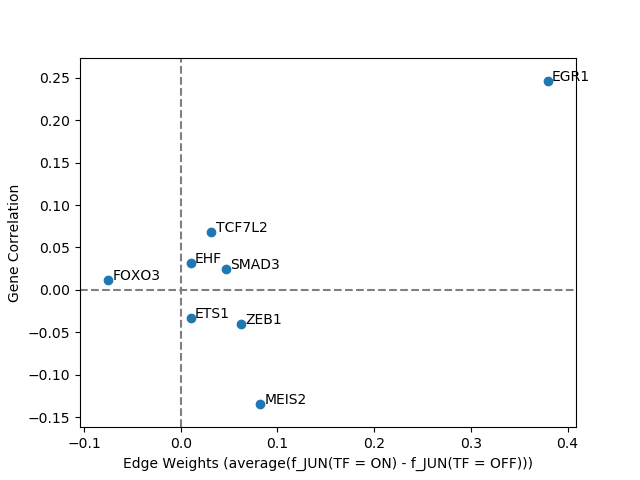 EGR1
TCF7L2
EHF
SMAD3
FOXO3
ETS1
ZEB1
MEIS2
0.25
0.20
0.15
0.10
0.05
0.00
−0.05
−0.10
−0.15
Gene Correlation
−0.1
0.0
0.1
0.2
0.3
0.4
Edge Weights (average(f_JUN(TF = ON) - f_JUN(TF = OFF)))